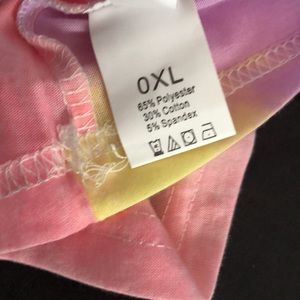 0XL
65% Polyester
30% Cotton
5% Spandex